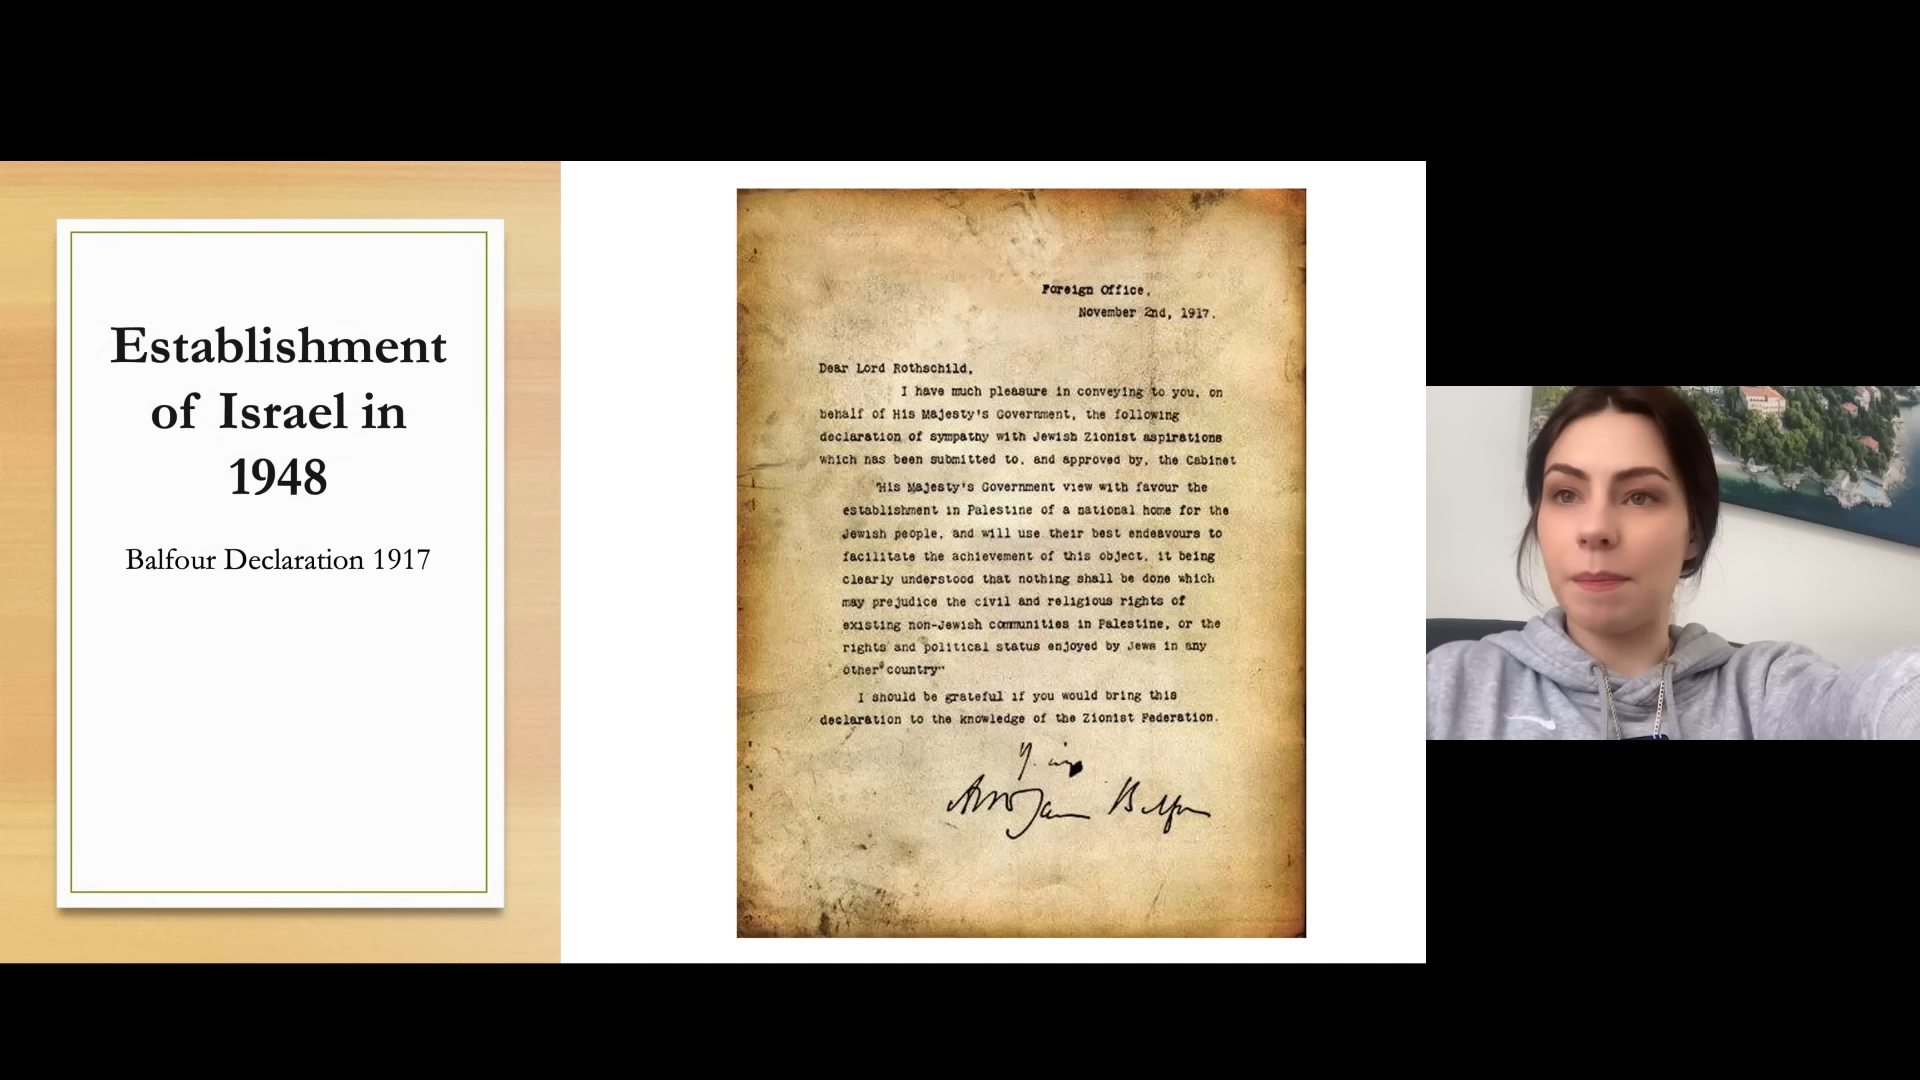 Establishment
of Israel in
1948
Balfour Declaration 1917
Foreign Office,
November 2nd, 1917.
Dear Lord Rothschild,
I have much pleasure in conveying to you, on
behalf of His Majesty's Government, the following
declaration of sympathy with Jewish Zionist aspirations
which has been submitted to, and approved by, the Cabinet
"His Majesty's Government view with favour the
establishment in Palestine of a national home for the
Jewish people, and will use their best endeavours to
facilitate the achievement of this object, it being
clearly understood that nothing shall be done which
may prejudice the civil and religious rights of
existing non-Jewish communities in Palestine, or the
rights and political status enjoyed by Jews in any
other country"
I should be grateful if you would bring this
declaration to the knowledge of the Zionist Federation.
Balfour